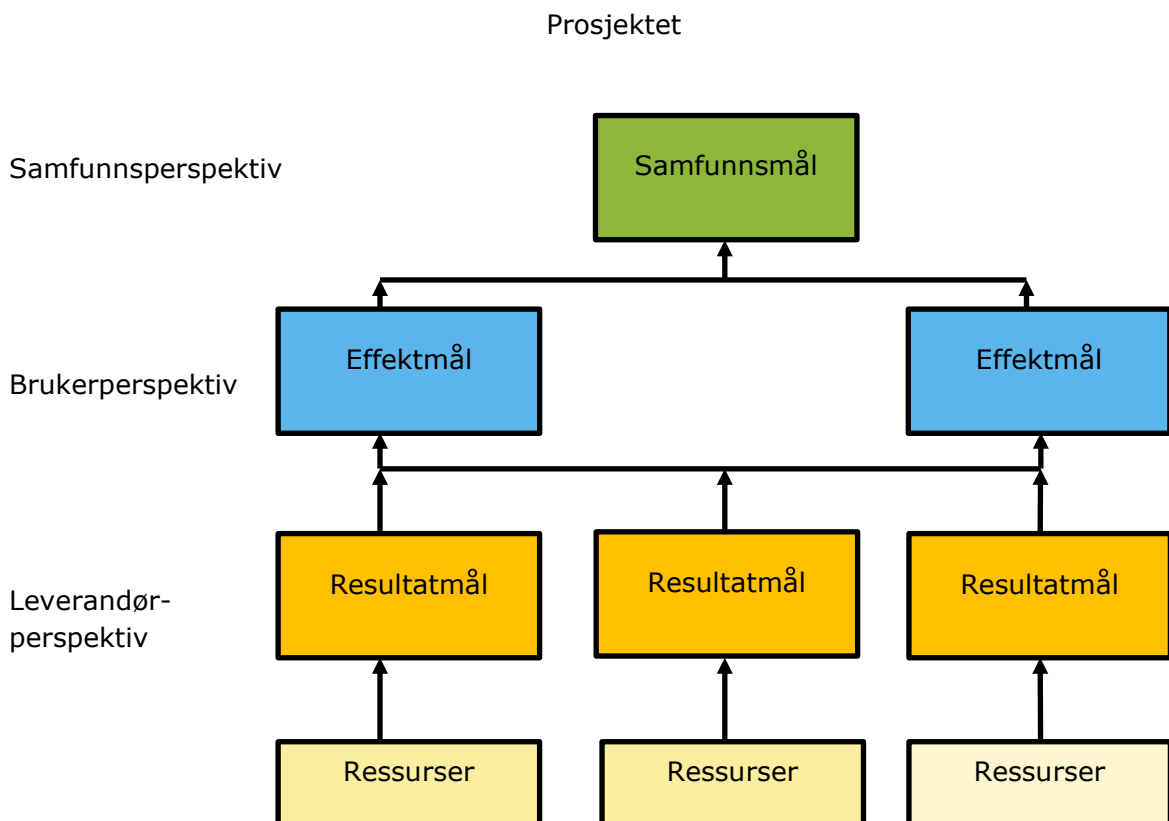 Prosjektet
Samfunnsperspektiv
Samfunnsmål
Brukerperspektiv
Effektmål
Effektmål
Leverandør-
perspektiv
Resultatmål
Resultatmål
Resultatmål
Ressurser
Ressurser
Ressurser